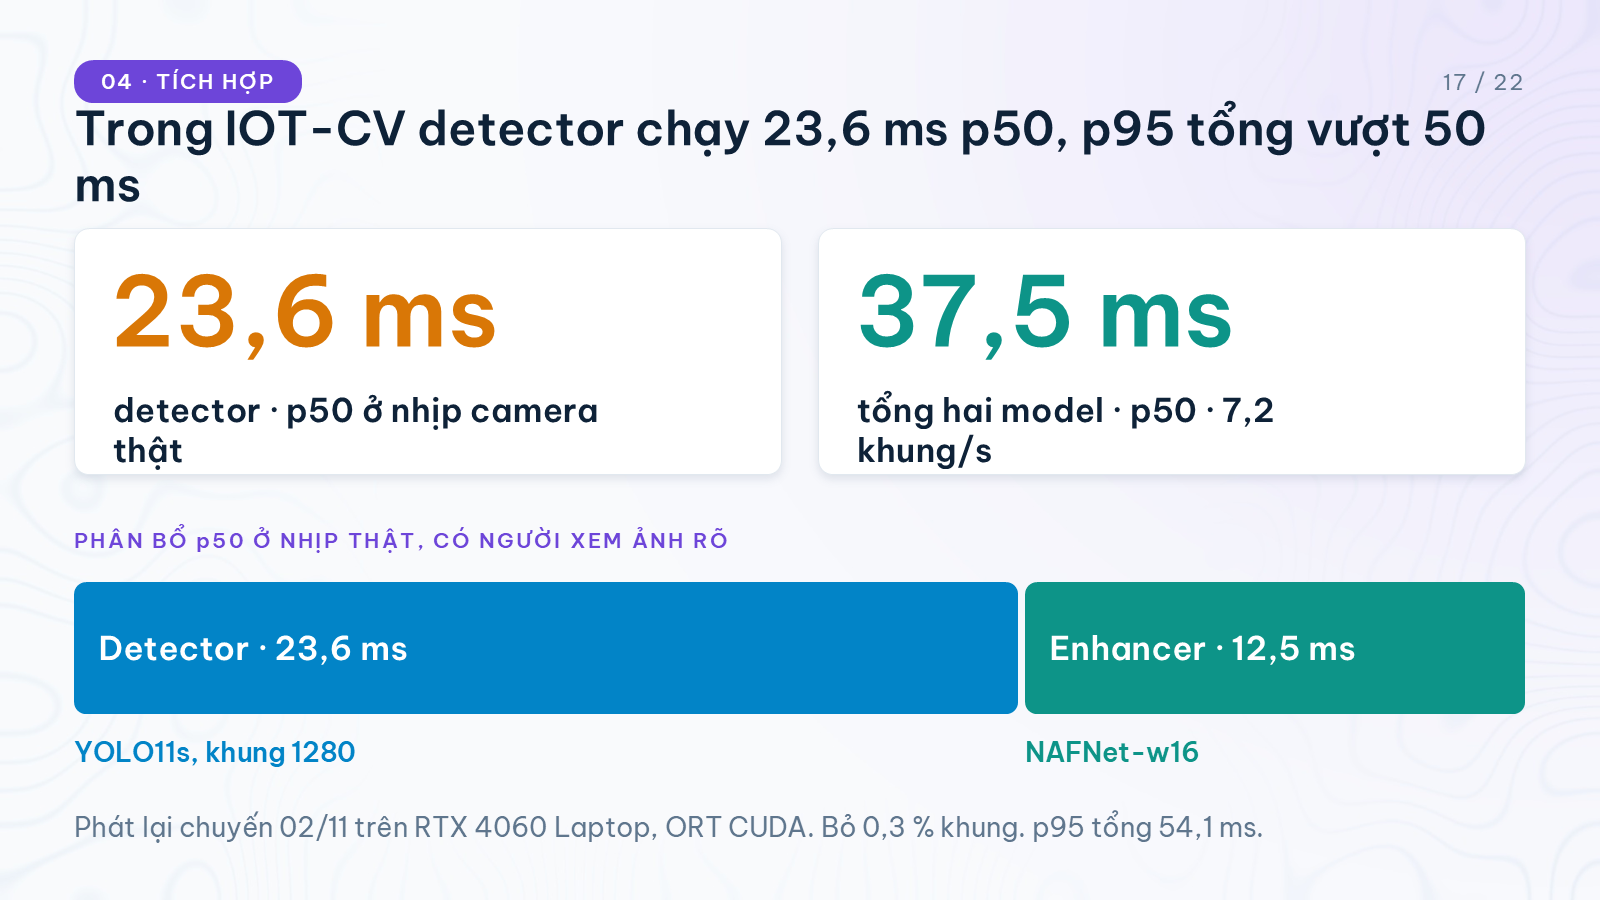 04 · TÍCH HỢP
17 / 22
Trong IOT-CV detector chạy 23,6 ms p50, p95 tổng vượt 50
ms
23,6 ms
detector · p50 ở nhịp camera
thật
37,5 ms
tổng hai model · p50 · 7,2
khung/s
PHÂN BỔ p50 Ở NHỊP THẬT, CÓ NGƯỜI XEM ẢNH RÕ
Detector · 23,6 ms
Enhancer · 12,5 ms
YOLO11s, khung 1280
NAFNet-w16
Phát lại chuyến 02/11 trên RTX 4060 Laptop, ORT CUDA. Bỏ 0,3 % khung. p95 tổng 54,1 ms.